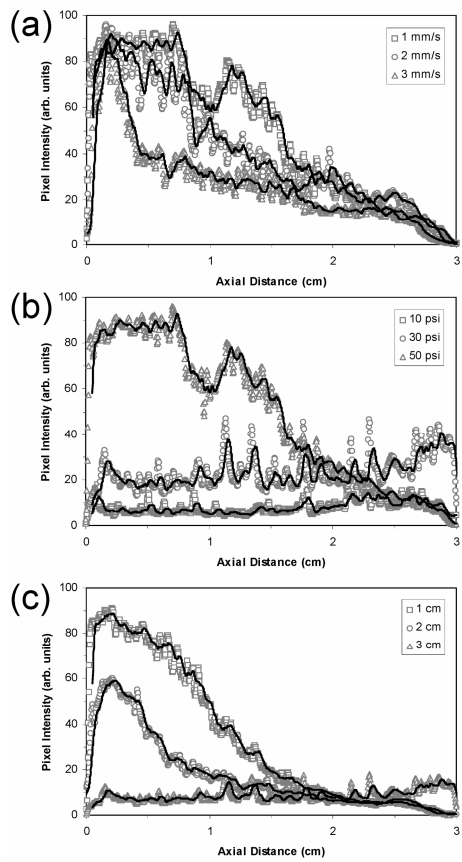 (a)
100
80
60
40
20
0
Pixel Intensity (arb. units)
1 mm/s
2 mm/s
3 mm/s
0 1 2 3
Axial Distance (cm)
(b)
100
80
60
40
20
0
Pixel Intensity (arb. units)
10 psi
30 psi
50 psi
0 1 2 3
Axial Distance (cm)
(c)
100
80
60
40
20
0
Pixel Intensity (arb. units)
1 cm
2 cm
3 cm
0 1 2 3
Axial Distance (cm)